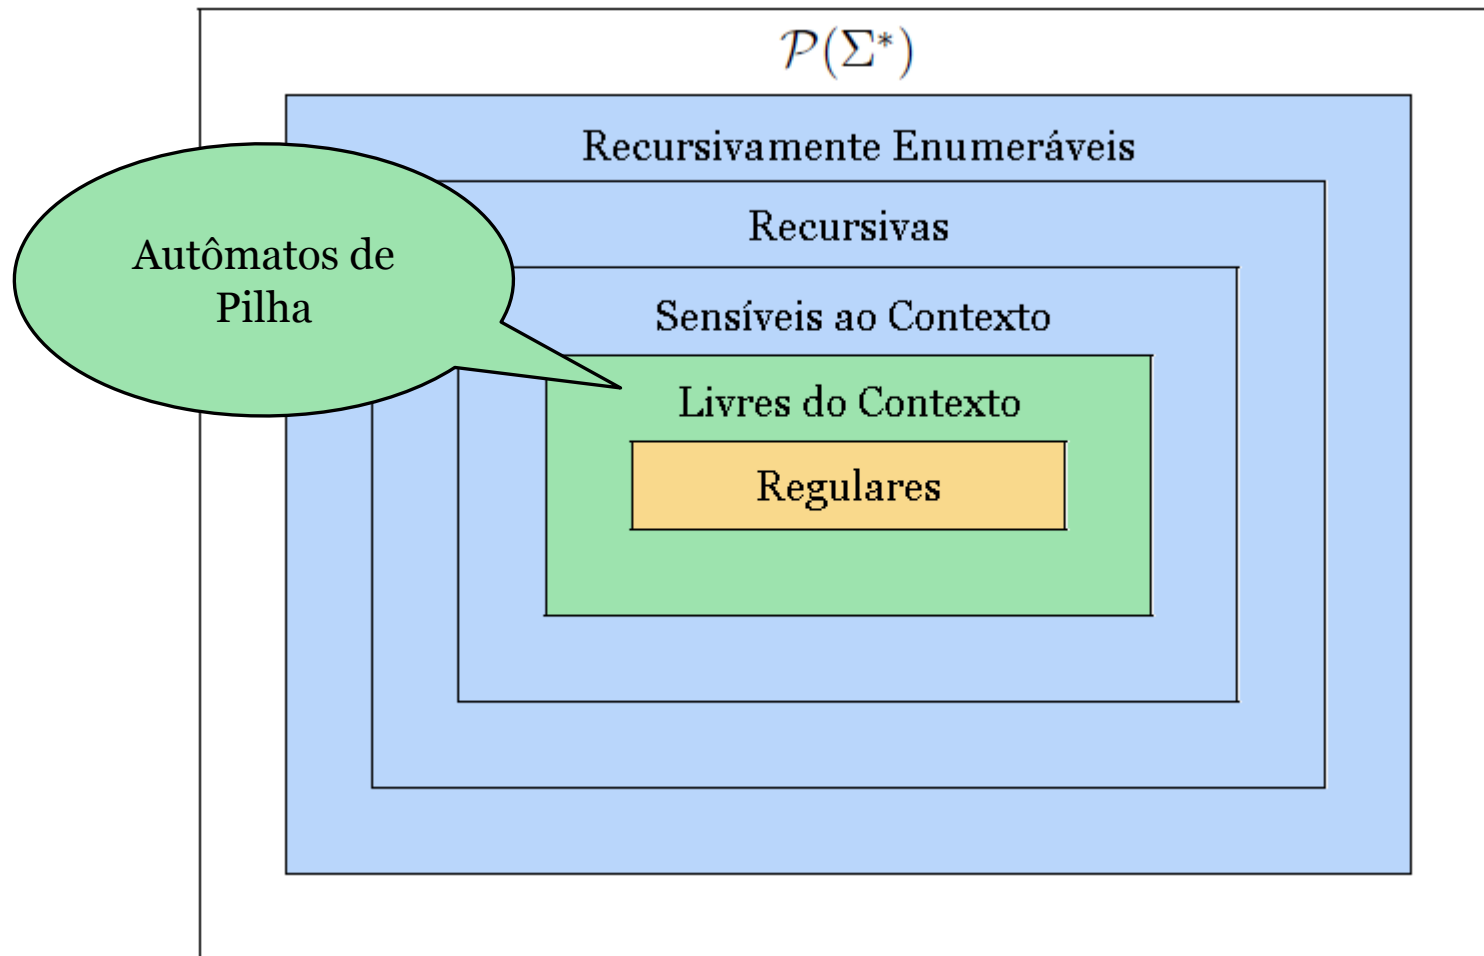 𝒫(Σ*)
Recursivamente Enumeráveis
Recursivas
Autômatos de
Pilha
Sensíveis ao Contexto
Livres do Contexto
Regulares